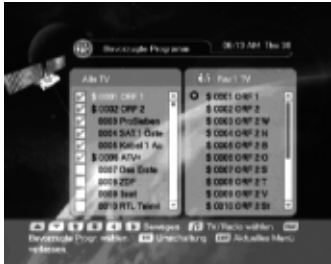 Bevorzugte Programme
06:13 AM Thu 30
Alle TV
Fav1 TV
$ 0001 ORF 1
$ 0002 ORF 2
0003 ProSieben
0004 SAT.1 Öste
0005 Kabel 1 Au
$ 0006 ATV+
0007 Das Erste
0008 ZDF
0009 3sat
0010 RTL Televi
$ 0001 ORF 1
$ 0002 ORF 2
$ 0003 ORF 2 W
$ 0004 ORF 2 N
$ 0005 ORF 2 B
$ 0006 ORF 2 O
$ 0007 ORF 2 S
$ 0008 ORF 2 T
$ 0009 ORF 2 V
$ 0010 ORF 2 St
Bewegen TV/Radio wählen
Bevorzugte Progr. wählen Umschaltung Aktuelles Menü
verlassen